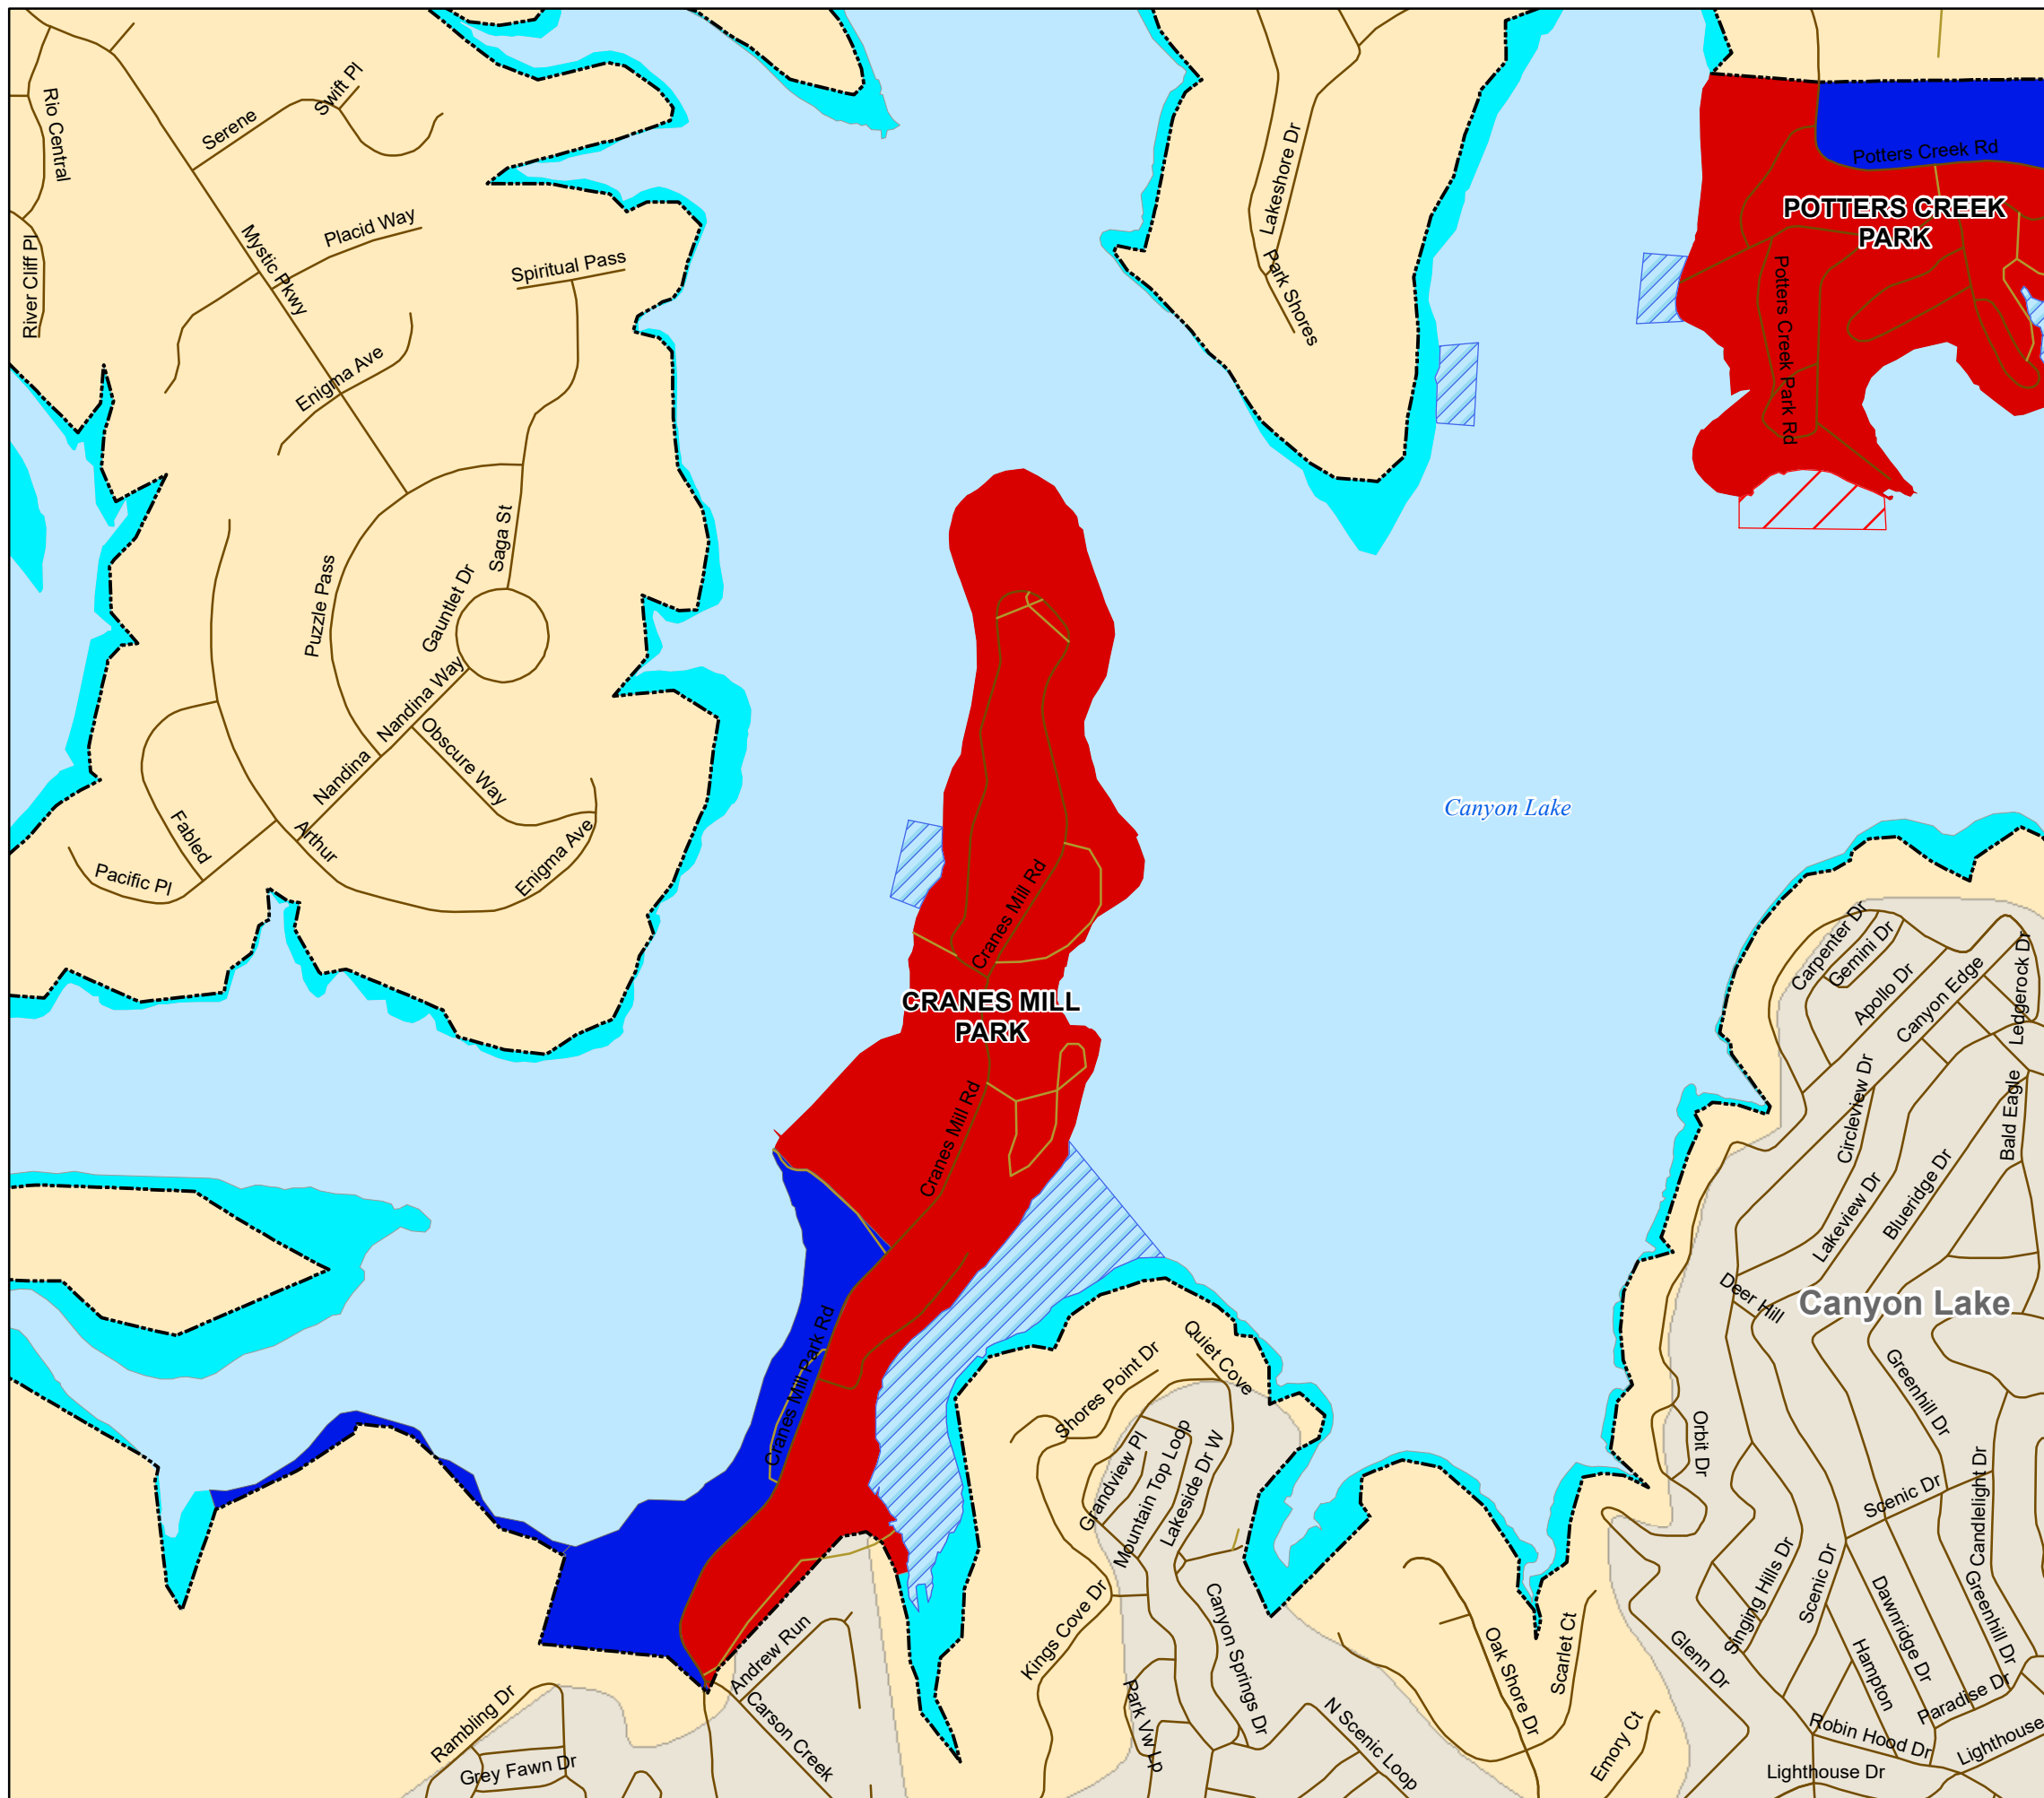 Rio Central
Serene
Swift Pl
Placid Way
Mystic Pkwy
River Cliff Pl
Spiritual Pass
Enigma Ave
Lakeshore Dr
Park Shores
Potters Creek Rd
POTTERS CREEK
PARK
Potters Creek Park Rd
Saga St
Puzzle Pass
Gauntlet Dr
Nandina Way
Nandina
Obscure Way
Fabled
Arthur
Pacific Pl
Enigma Ave
Canyon Lake
Cranes Mill Rd
CRANES MILL
PARK
Cranes Mill Rd
Cranes Mill Park Rd
Carpenter Dr
Gemini Dr
Apollo Dr
Canyon Edge
Ledgerock Dr
Circleview Dr
Bald Eagle
Lakeview Dr
Blueridge Dr
Deer Hill
Canyon Lake
Greenhill Dr
Orbit Dr
Scenic Dr
Candlelight Dr
Quiet Cove
Shores Point Dr
Grandview Pl
Mountain Top Loop
Lakeside Dr W
Kings Cove Dr
Canyon Springs Dr
Park Vw Lp
N Scenic Loop
Oak Shore Dr
Scarlet Ct
Emory Ct
Singing Hills Dr
Scenic Dr
Dawnridge Dr
Greenhill Dr
Glenn Dr
Hampton
Paradise Dr
Robin Hood Dr
Lighthouse
Lighthouse Dr
Andrew Run
Carson Creek
Rambling Dr
Grey Fawn Dr